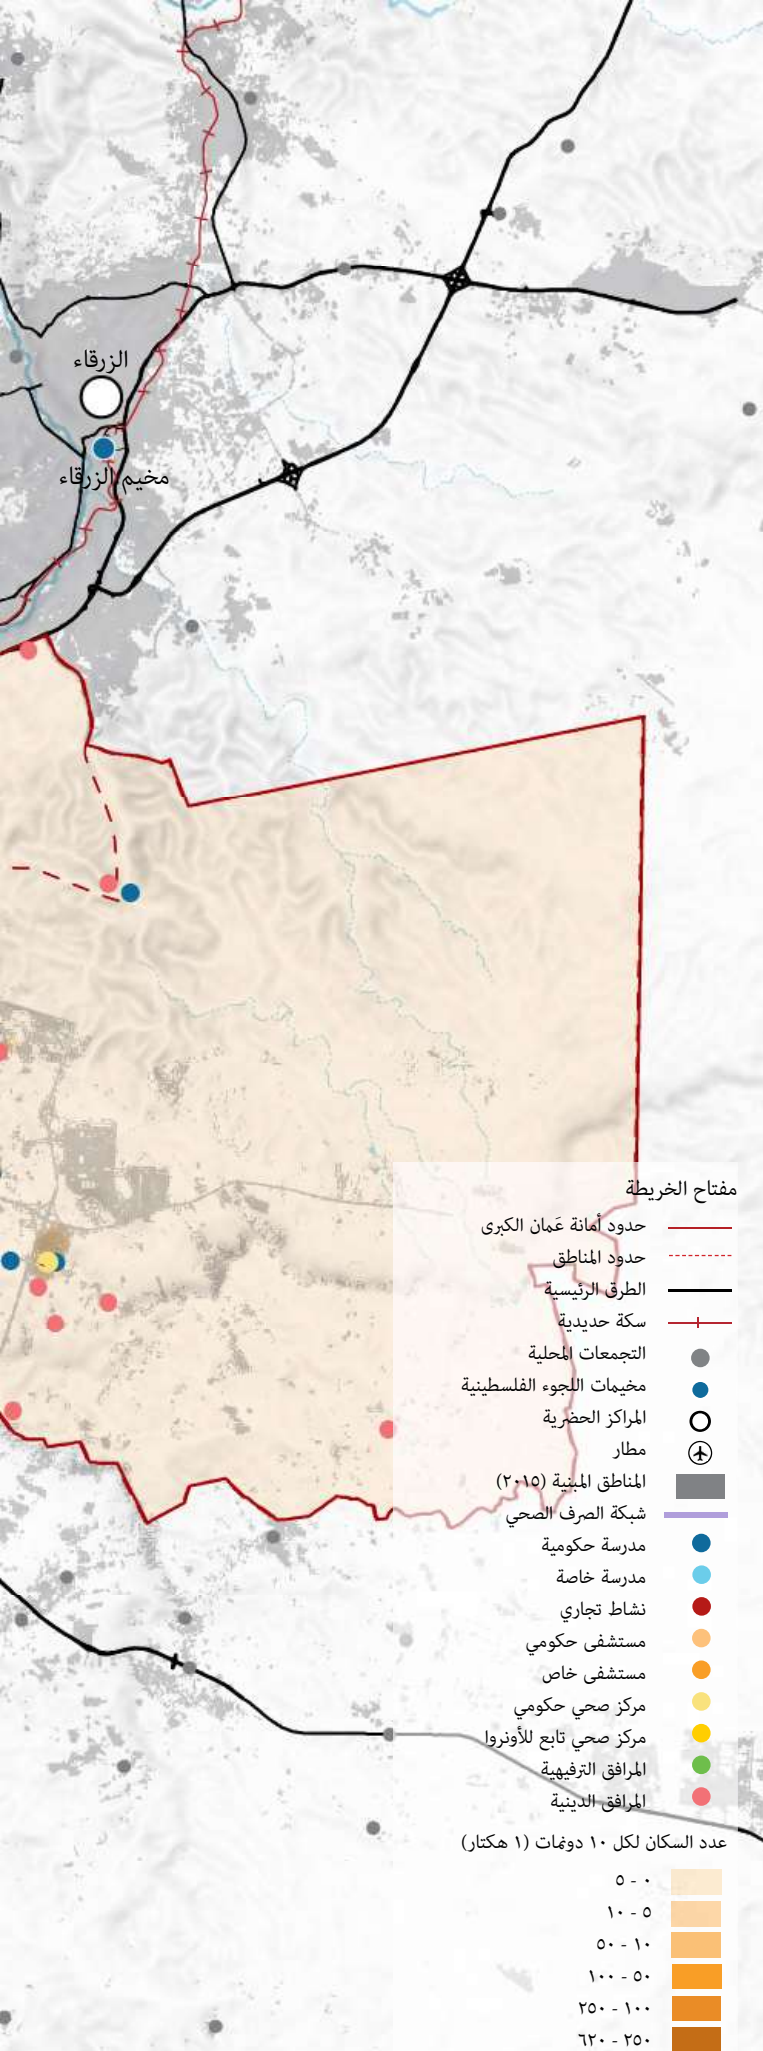 الزرقاء
مخيم الزرقاء
مفتاح الخريطة
حدود أمانة عَمان الكبرى
حدود المناطق
الطرق الرئيسية
سكة حديدية
التجمعات المحلية
مخيمات اللجوء الفلسطينية
المراكز الحضرية
مطار
المناطق المبنية (٢٠١٥)
شبكة الصرف الصحي
مدرسة حكومية
مدرسة خاصة
نشاط تجاري
مستشفى حكومي
مستشفى خاص
مركز صحي حكومي
مركز صحي تابع للأونروا
المرافق الترفيهية
المرافق الدينية
عدد السكان لكل ١٠ دونمات (١ هكتار)
٠ - ٥
٥ - ١٠
١٠ - ٥٠
٥٠ - ١٠٠
١٠٠ - ٢٥٠
٢٥٠ - ٦٢٠